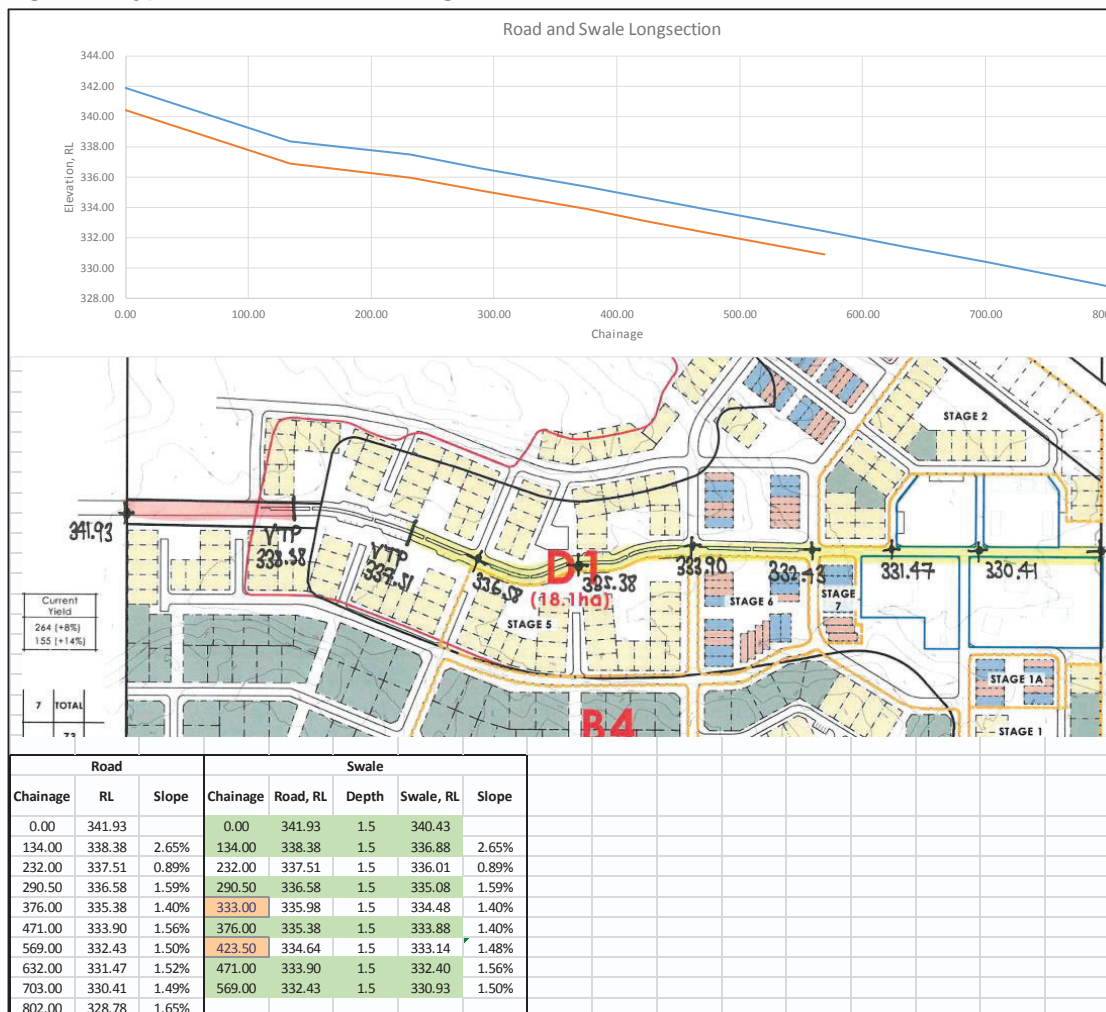 Road and Swale Longsection
344.00
342.00
340.00
338.00
336.00
334.00
332.00
330.00
328.00
Elevation, RL
0.00 100.00 200.00 300.00 400.00 500.00 600.00 700.00
Chainage
STAGE 2
341.93
VTP
338.38
VTP
337.51
336.58
D1
(18.1ha)
335.38
333.90
332.43
331.47
330.41
STAGE 5
STAGE 6
STAGE
7
STAGE 1A
STAGE 1
B4
Current
Yield
264 (+8%)
155 (+14%)
7 TOTAL
73
Road Swale
Chainage RL Slope Chainage Road, RL Depth Swale, RL Slope
0.00 341.93 0.00 341.93 1.5 340.43
134.00 338.38 2.65% 134.00 338.38 1.5 336.88 2.65%
232.00 337.51 0.89% 232.00 337.51 1.5 336.01 0.89%
290.50 336.58 1.59% 290.50 336.58 1.5 335.08 1.59%
376.00 335.38 1.40% 333.00 335.98 1.5 334.48 1.40%
471.00 333.90 1.56% 376.00 335.38 1.5 333.88 1.40%
569.00 332.43 1.50% 423.50 334.64 1.5 333.14 1.48%
632.00 331.47 1.52% 471.00 333.90 1.5 332.40 1.56%
703.00 330.41 1.49% 569.00 332.43 1.5 330.93 1.50%
802.00 328.78 1.65%